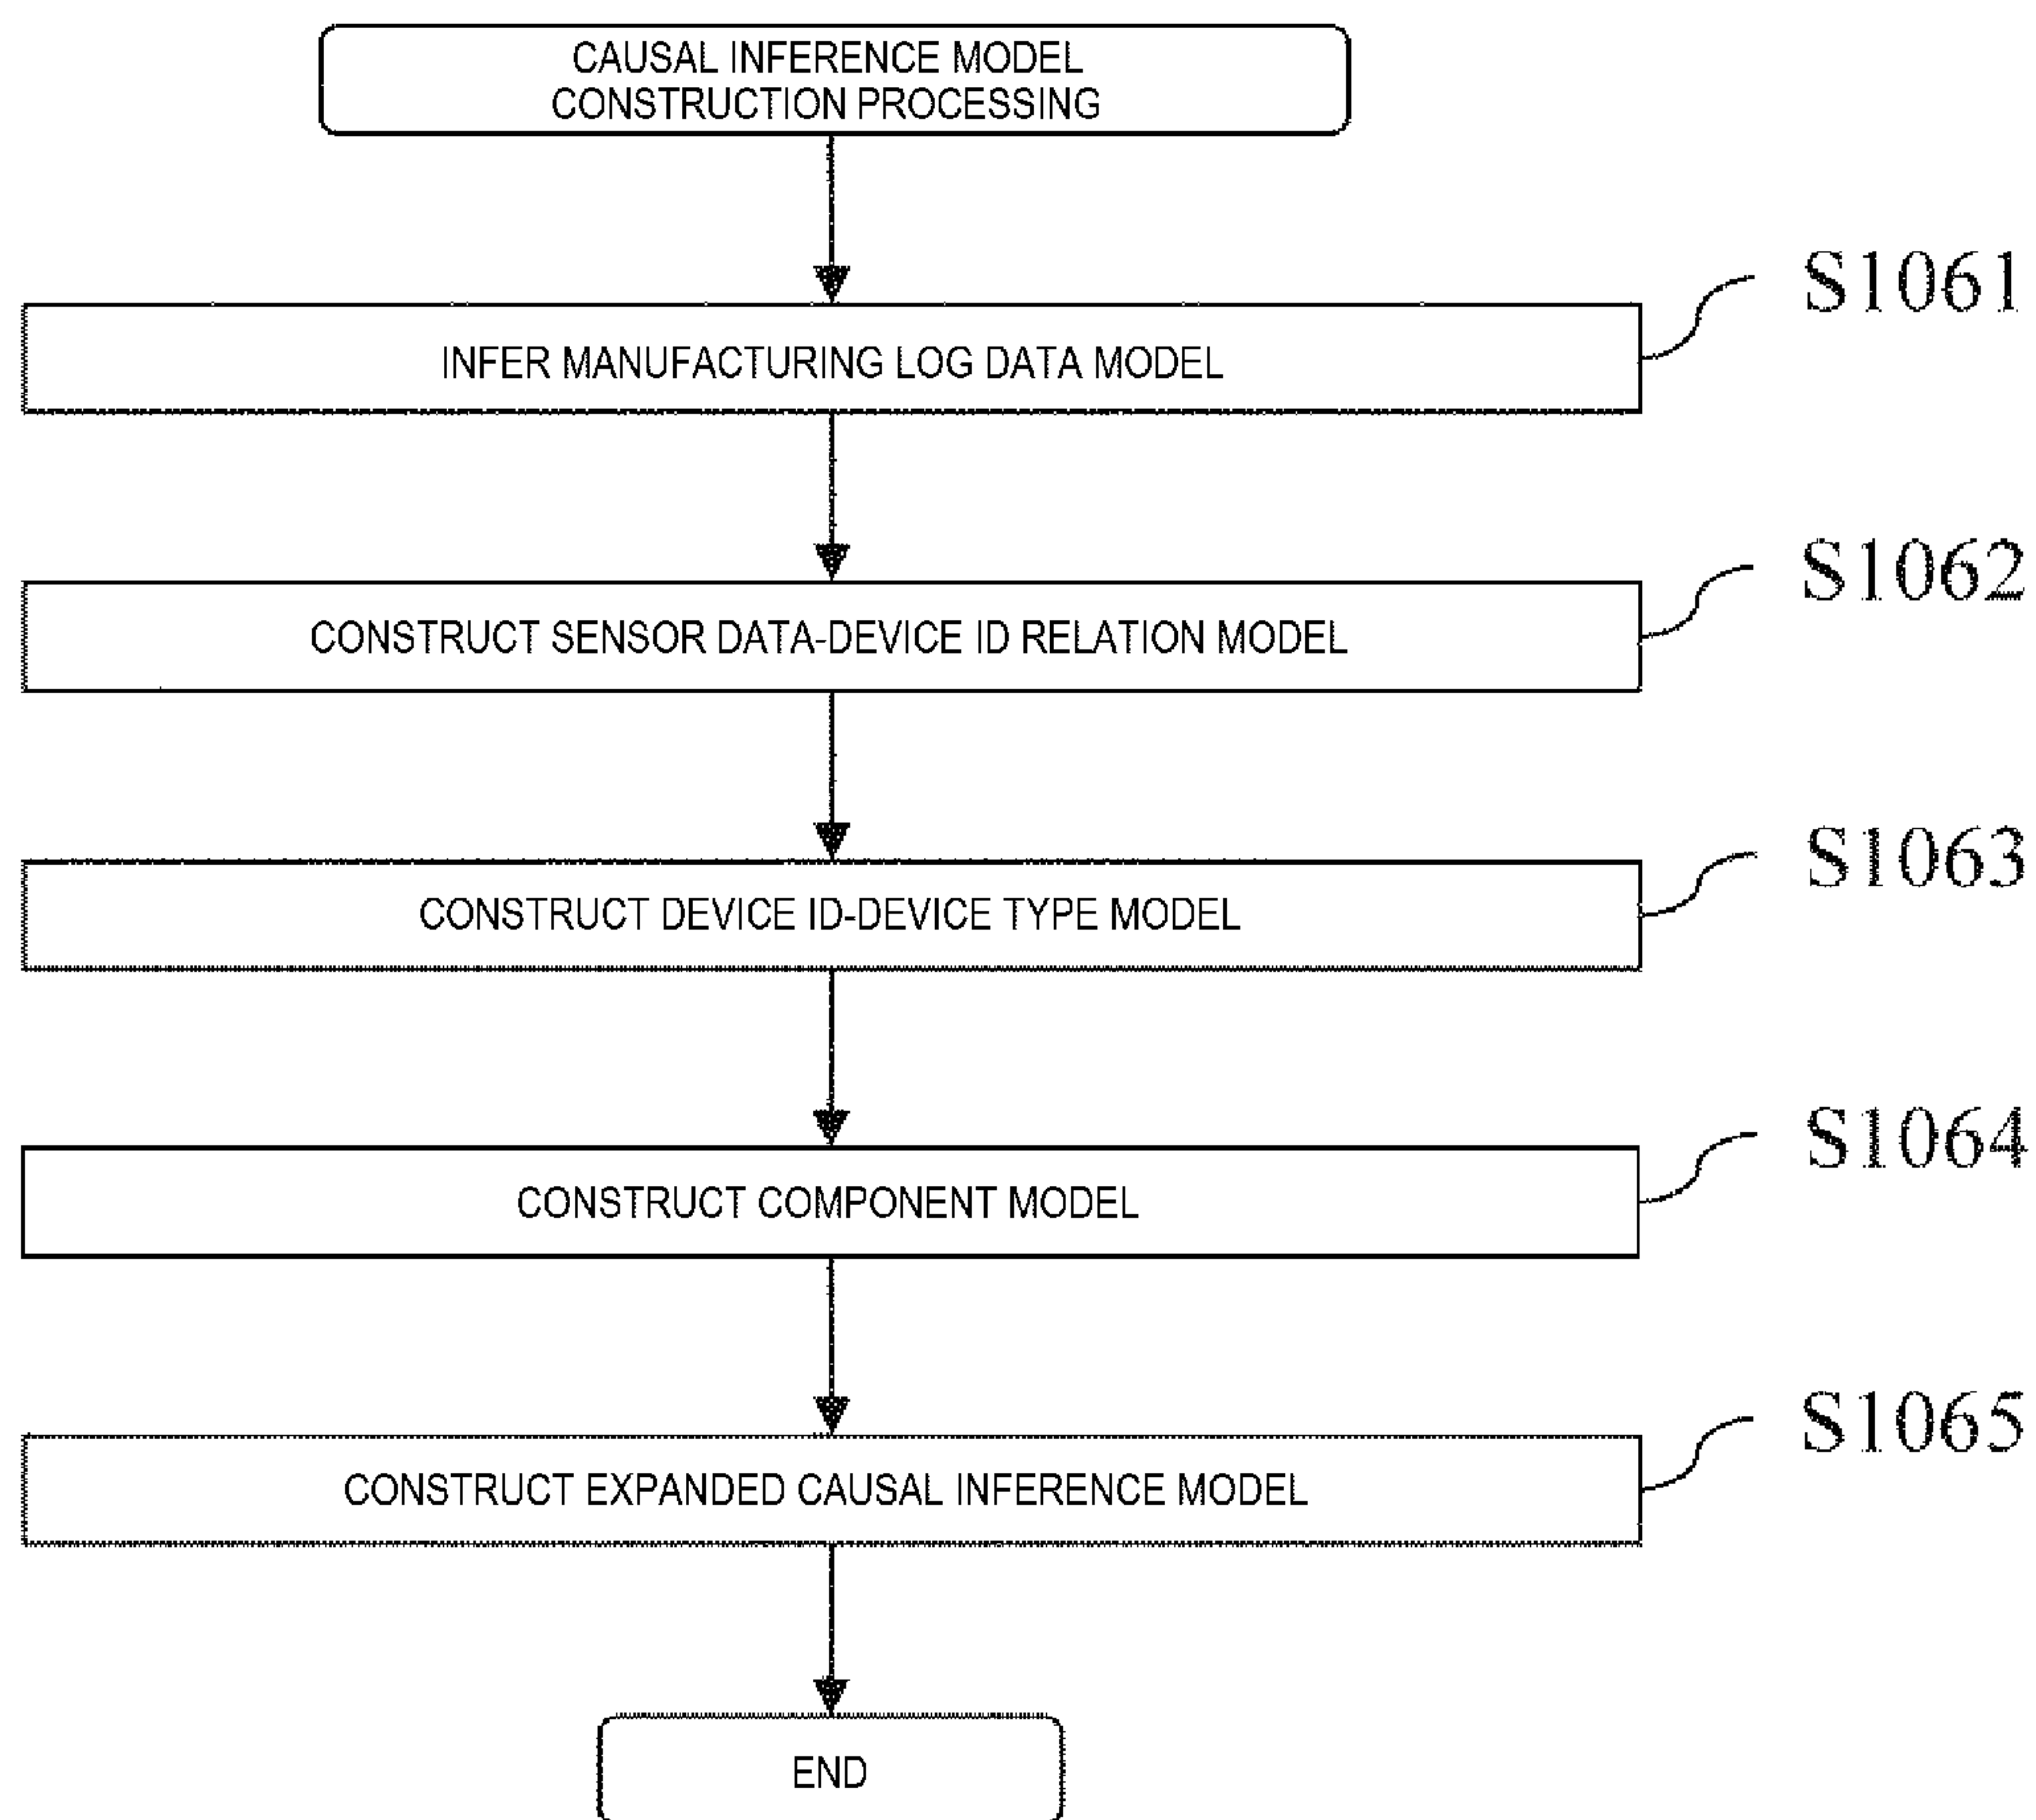 CAUSAL INFERENCE MODEL
CONSTRUCTION PROCESSING
S1061
INFER MANUFACTURING LOG DATA MODEL
S1062
CONSTRUCT SENSOR DATA-DEVICE ID RELATION MODEL
S1063
CONSTRUCT DEVICE ID-DEVICE TYPE MODEL
S1064
CONSTRUCT COMPONENT MODEL
S1065
CONSTRUCT EXPANDED CAUSAL INFERENCE MODEL
END